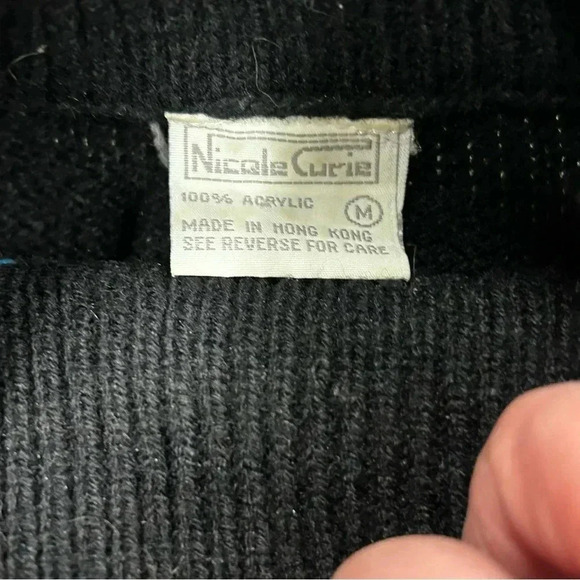 Nicole Curie
100% ACRYLIC M
MADE IN HONG KONG
SEE REVERSE FOR CARE